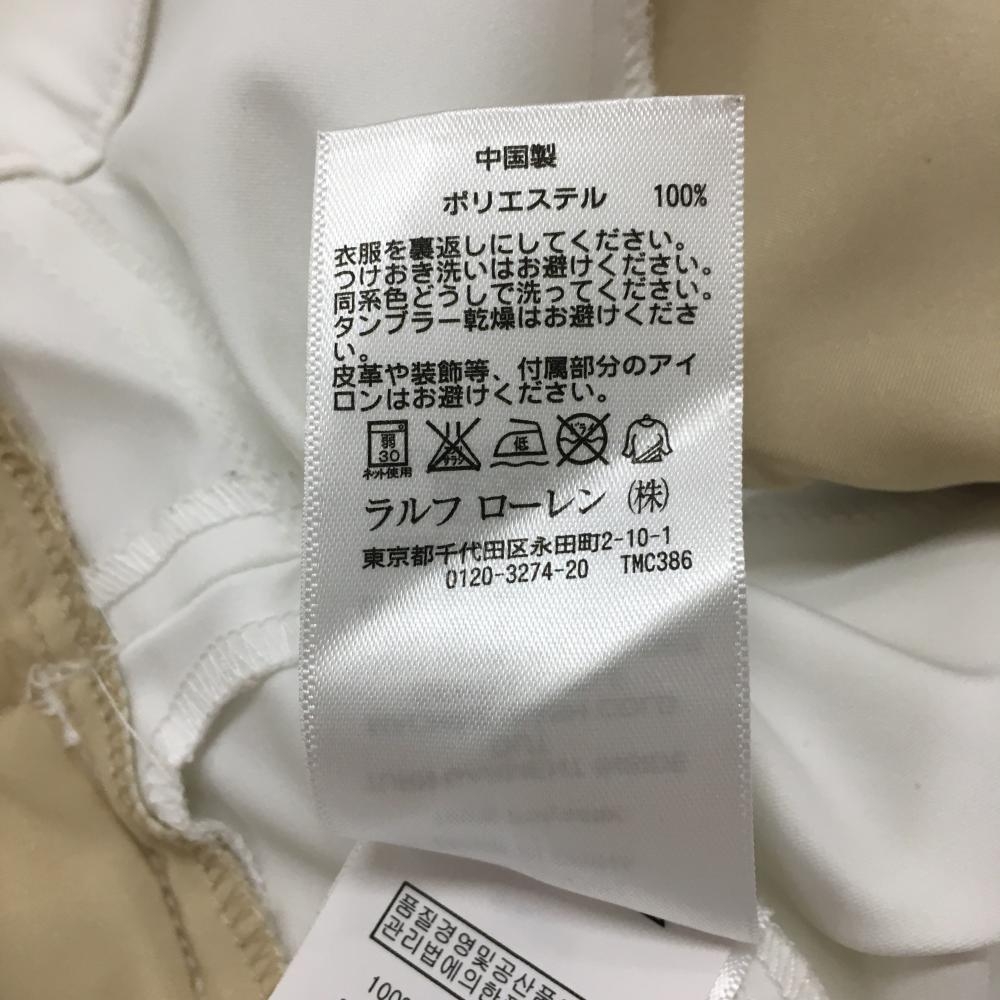 中国製
ポリエステル 100%
衣服を裏返しにしてください。
つけおき洗いはお避けください。
同系色どうしで洗ってください。
タンブラー乾燥はお避けくださ
い。
皮革や装飾等、付属部分のアイ
ロンはお避けください。
弱 30 低 ドライ
ネット使用
ラルフ ローレン (株)
東京都千代田区永田町2-10-1
0120-3274-20 TMC386
품질경영및공산품
관리법에의한
100